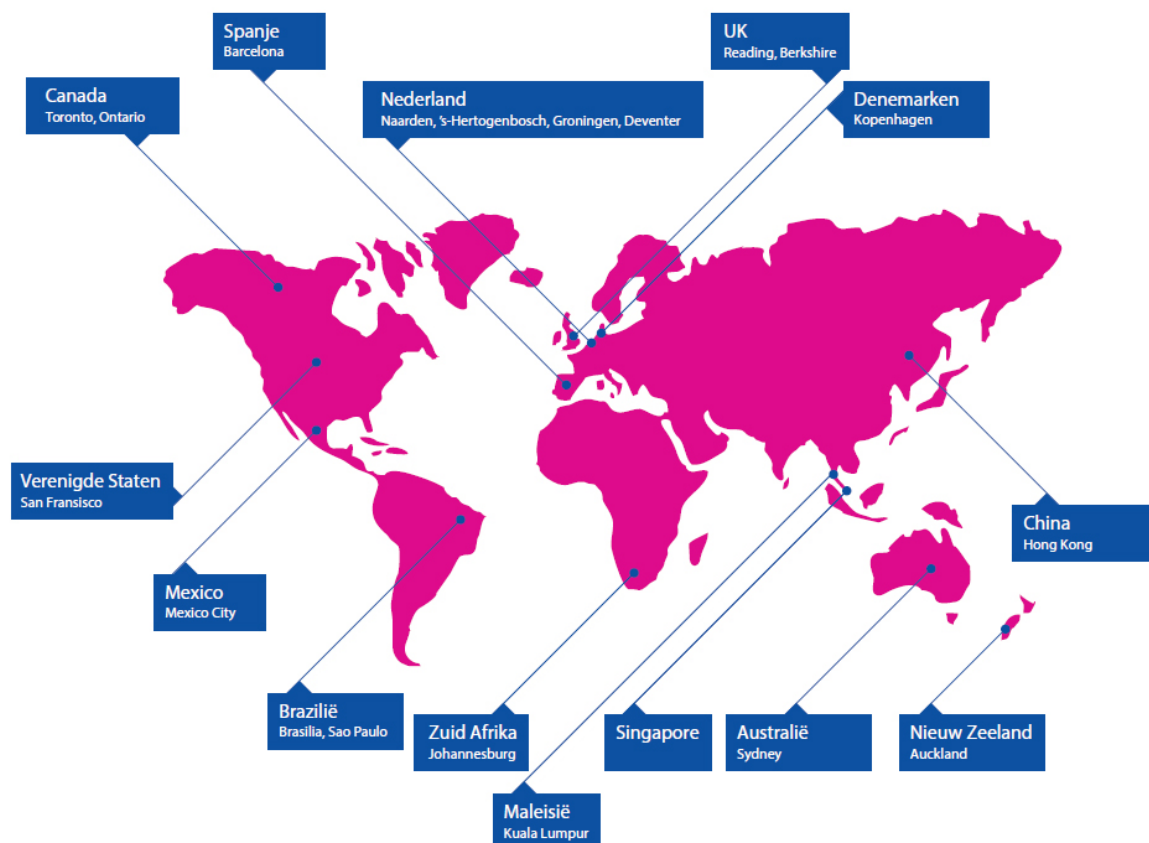 Spanje
Barcelona
UK
Reading, Berkshire
Canada
Toronto, Ontario
Nederland
Naarden, 's-Hertogenbosch, Groningen, Deventer
Denemarken
Kopenhagen
Verenigde Staten
San Fransisco
China
Hong Kong
Mexico
Mexico City
Brazilië
Brasilia, Sao Paulo
Zuid Afrika
Johannesburg
Singapore
Australië
Sydney
Nieuw Zeeland
Auckland
Maleisië
Kuala Lumpur